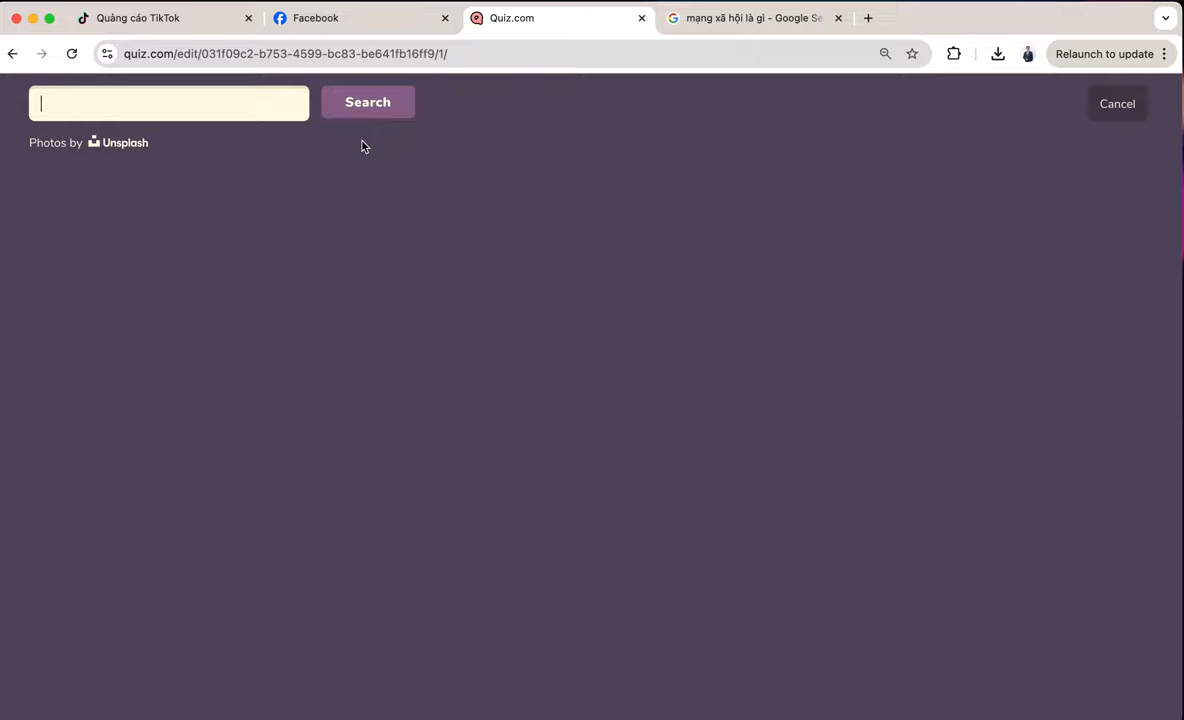 Quảng cáo TikTok
Facebook
Quiz.com
mạng xã hội là gì - Google Se
quiz.com/edit/031f09c2-b753-4599-bc83-be641fb16ff9/1/
Relaunch to update
Search
Cancel
Photos by Unsplash